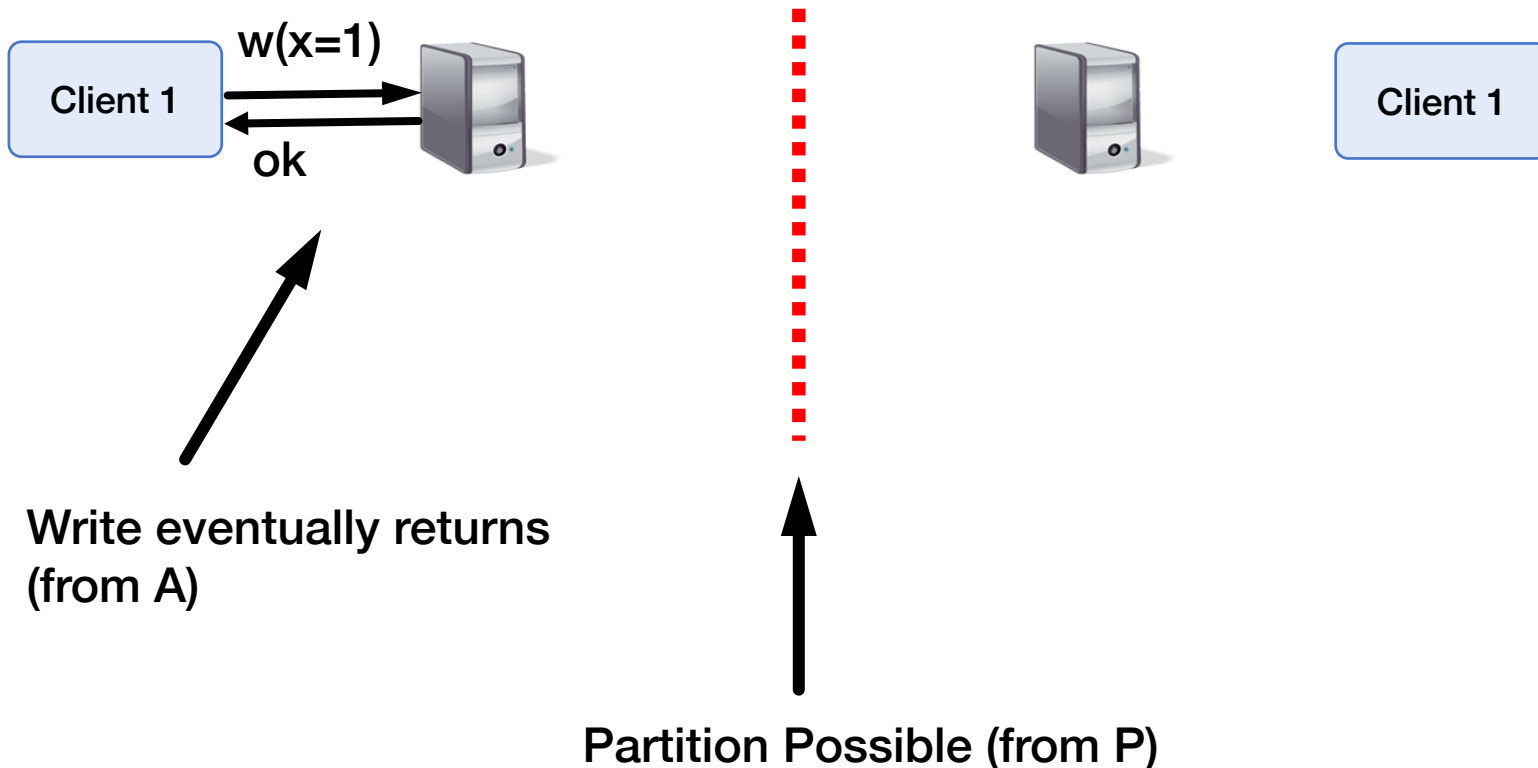 w(x=1)
Client 1
ok
Client 1
Write eventually returns
(from A)
Partition Possible (from P)